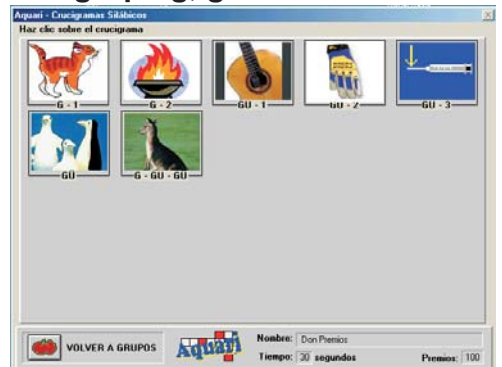 Aquari - Crucigramas Silábicos
Haz clic sobre el crucigrama
G - 1
G - 2
GU - 1
GU - 2
GU - 3
GÜ
G - GU - GÜ
VOLVER A GRUPOS
Aquari
Nombre: Don Premios
Tiempo: 30 segundos
Premios: 100